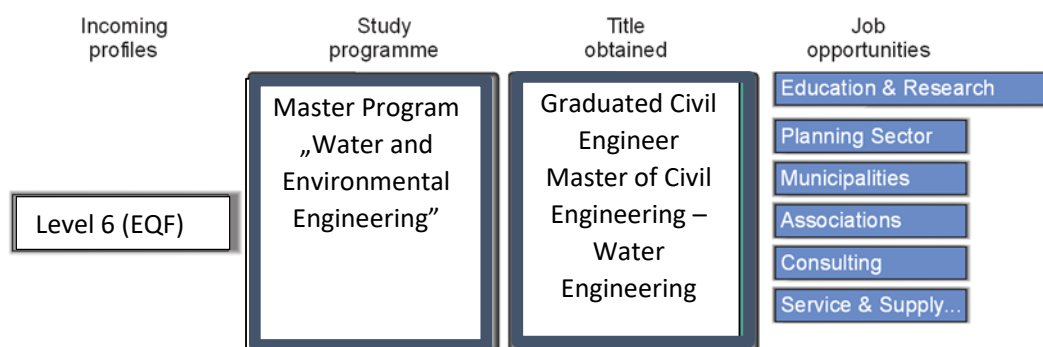 Incoming
profiles
Study
programme
Title
obtained
Job
opportunities
Level 6 (EQF)
Master Program
„Water and
Environmental
Engineering”
Graduated Civil
Engineer
Master of Civil
Engineering –
Water
Engineering
Education & Research
Planning Sector
Municipalities
Associations
Consulting
Service & Supply...